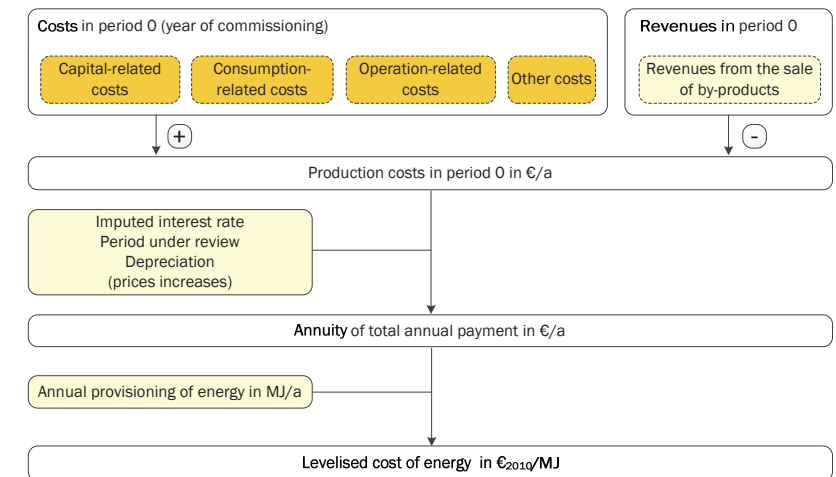 Costs in period 0 (year of commissioning)
Capital-related
costs
Consumption-
related costs
Operation-related
costs
Other costs
Revenues in period 0
Revenues from the sale
of by-products
+
-
Production costs in period 0 in €/a
Imputed interest rate
Period under review
Depreciation
(prices increases)
Annuity of total annual payment in €/a
Annual provisioning of energy in MJ/a
Levelised cost of energy in €2010/MJ